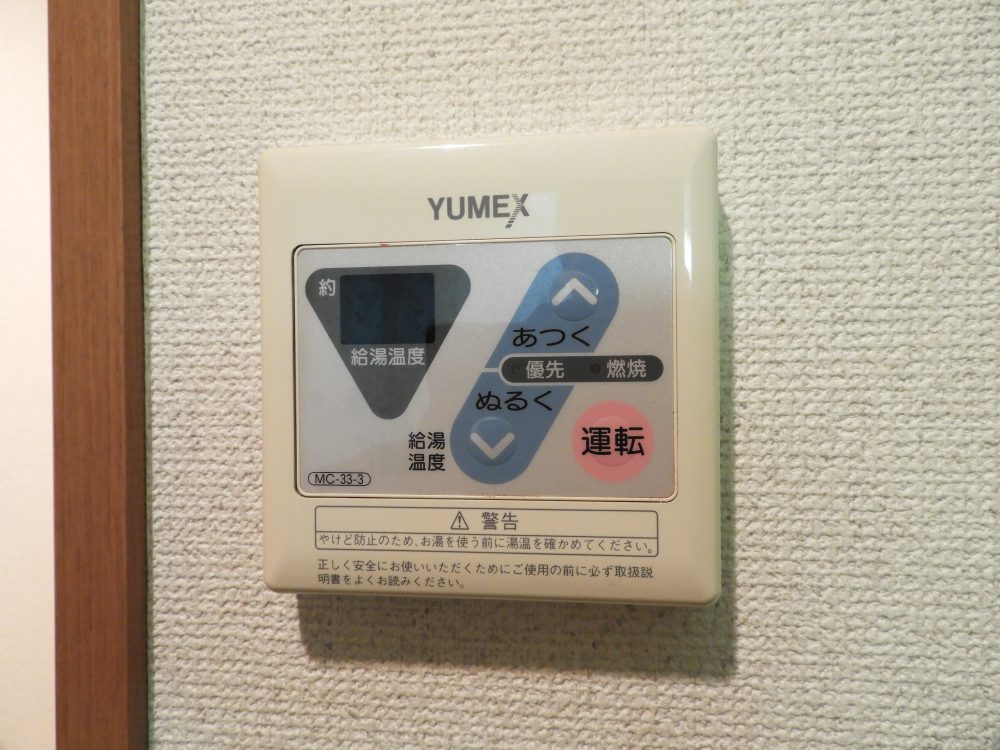 YUMEX
約
給湯温度
あつく
優先 燃焼
ぬるく
給湯
温度
運転
MC-33-3
⚠ 警告
やけど防止のため、お湯を使う前に湯温を確かめてください。
正しく安全にお使いいただくためにご使用の前に必ず取扱説
明書をよくお読みください。